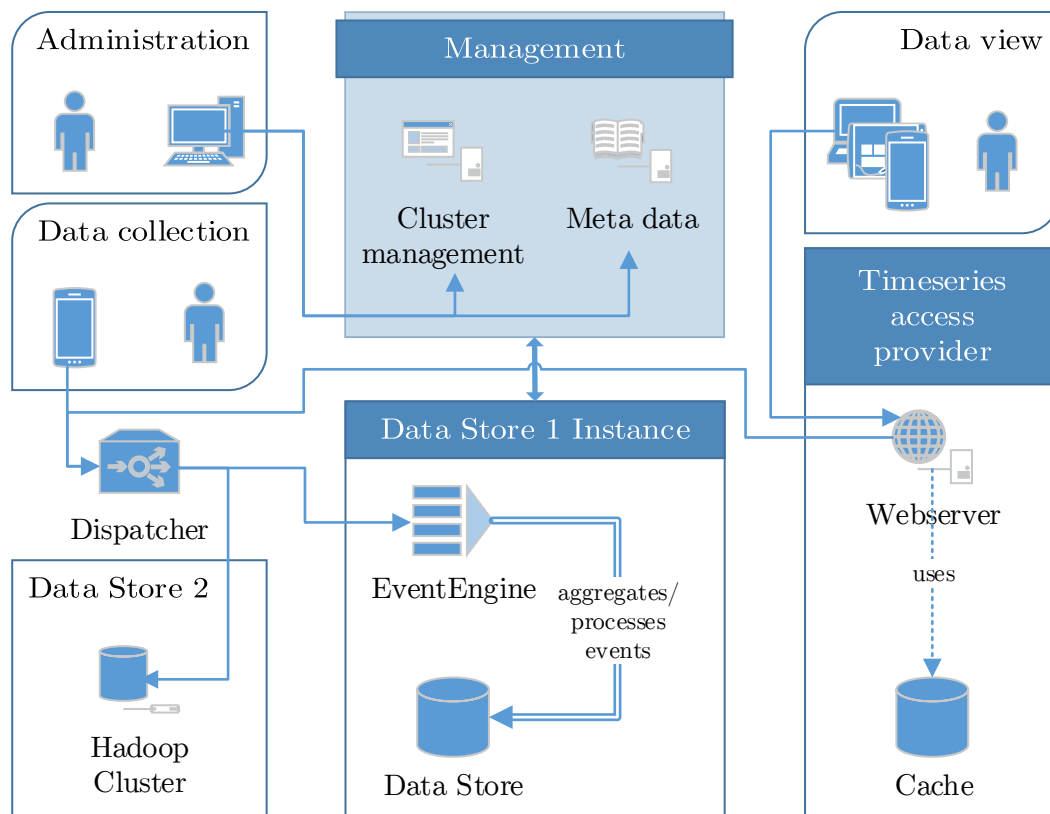 Administration
Management
Data view
Cluster
management
Meta data
Data collection
Timeseries
access
provider
Data Store 1 Instance
Dispatcher
Webserver
EventEngine
aggregates/
processes
events
uses
Data Store 2
Hadoop
Cluster
Data Store
Cache